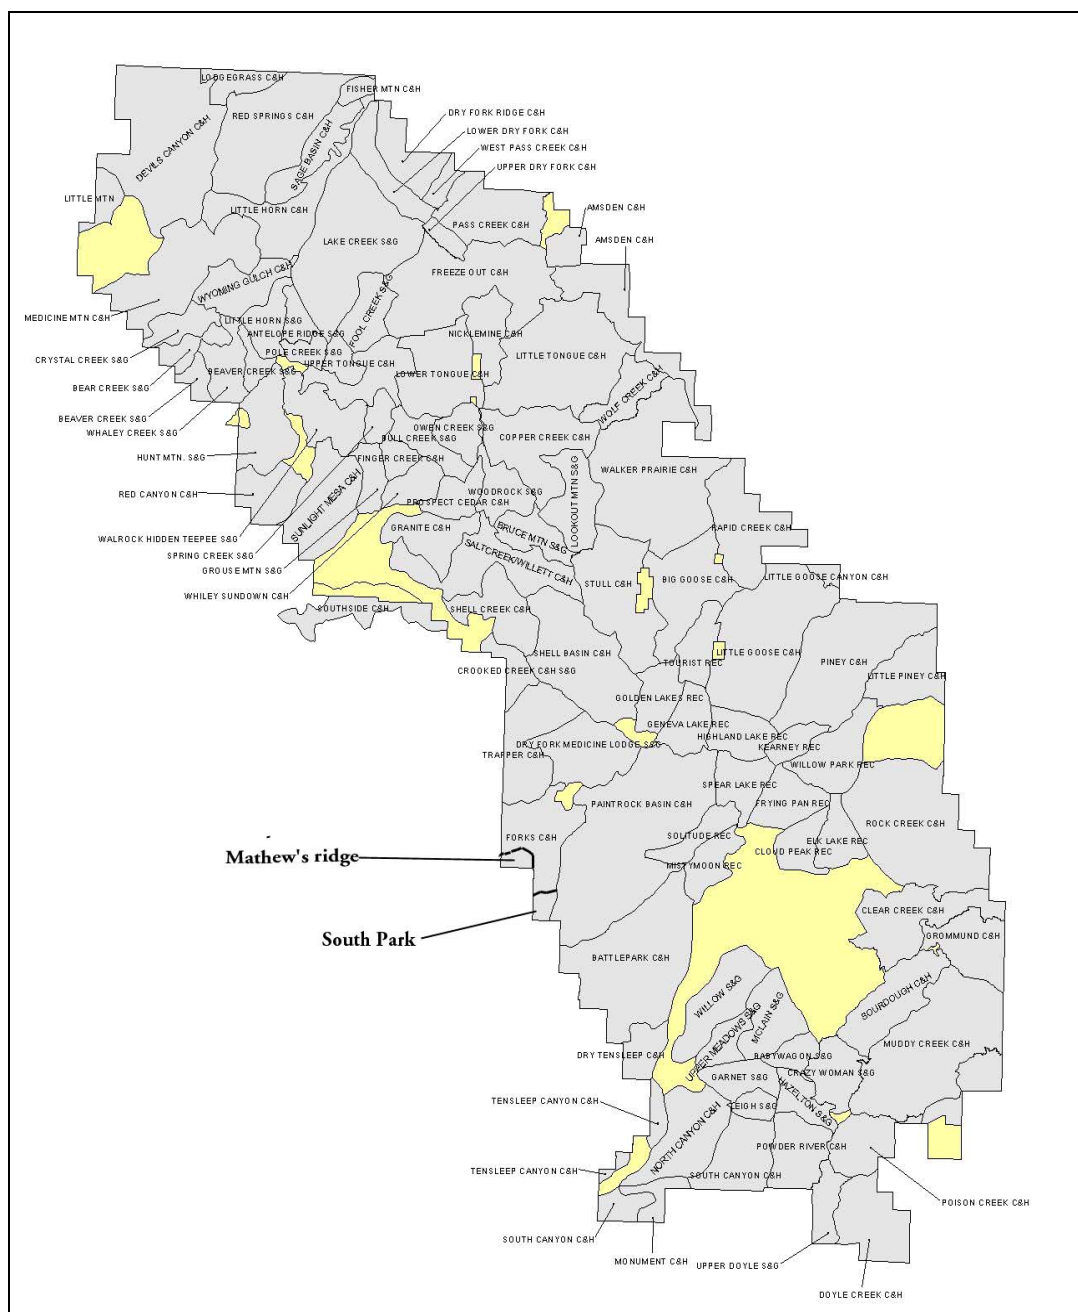 LODGEGRASS C&H
FISHER MTN C&H
RED SPRINGS C&H
DEVILS CANYON C&H
SAGE BASIN C&H
DRY FORK RIDGE C&H
LOWER DRY FORK C&H
WEST PASS CREEK C&H
UPPER DRY FORK C&H
LITTLE MTN
LITTLE HORN C&H
AMSDEN C&H
PASS CREEK C&H
LAKE CREEK S&G
AMSDEN C&H
WYOMING GULCH C&H
FREEZE OUT C&H
FOOL CREEK S&G
MEDICINE MTN C&H
LITTLE HORN S&G
ANTELOPE RIDGE S&G
NICKLEMINE C&H
CRYSTAL CREEK S&G
POLE CREEK S&G
UPPER TONGUE C&H
LITTLE TONGUE C&H
BEAVER CREEK S&G
LOWER TONGUE C&H
BEAR CREEK S&G
WOLF CREEK C&H
BEAVER CREEK S&G
WHALEY CREEK S&G
OWEN CREEK S&G
BULL CREEK S&G
COPPER CREEK C&H
HUNT MTN. S&G
FINGER CREEK C&H
WALKER PRAIRIE C&H
RED CANYON C&H
SUNLIGHT MESA C&H
WOODROCK S&G
LOOKOUT MTN S&G
PROSPECT CEDAR C&H
GRANITE C&H
BRUCE MTN S&G
RAPID CREEK C&H
WALROCK HIDDEN TEEPEE S&G
SPRING CREEK S&G
GROUSE MTN S&G
SALTCREEK/WILLETT C&H
WHILEY SUNDOWN C&H
STULL C&H
BIG GOOSE C&H
LITTLE GOOSE CANYON C&H
SOUTHSIDE C&H
SHELL CREEK C&H
SHELL BASIN C&H
LITTLE GOOSE C&H
TOURIST REC
PINEY C&H
CROOKED CREEK C&H S&G
LITTLE PINEY C&H
GOLDEN LAKES REC
GENEVA LAKE REC
HIGHLAND LAKE REC
DRY FORK MEDICINE LODGE S&G
KEARNEY REC
TRAPPER C&H
WILLOW PARK REC
SPEAR LAKE REC
PAINTROCK BASIN C&H
FRYING PAN REC
ROCK CREEK C&H
FORKS C&H
SOLITUDE REC
ELK LAKE REC
CLOUD PEAK REC
Mathew's ridge
MISTYMOON REC
CLEAR CREEK C&H
South Park
GROMMUND C&H
BATTLEPARK C&H
WILLOW S&G
SOURDOUGH C&H
MCLAIN S&G
UPPER MEADOWS S&G
MUDDY CREEK C&H
DRY TENSLEEP C&H
BABYWAGON S&G
CRAZY WOMAN S&G
GARNET S&G
HAZELTON S&G
TENSLEEP CANYON C&H
LEIGH S&G
NORTH CANYON C&H
POWDER RIVER C&H
TENSLEEP CANYON C&H
SOUTH CANYON C&H
POISON CREEK C&H
SOUTH CANYON C&H
MONUMENT C&H
UPPER DOYLE S&G
DOYLE CREEK C&H